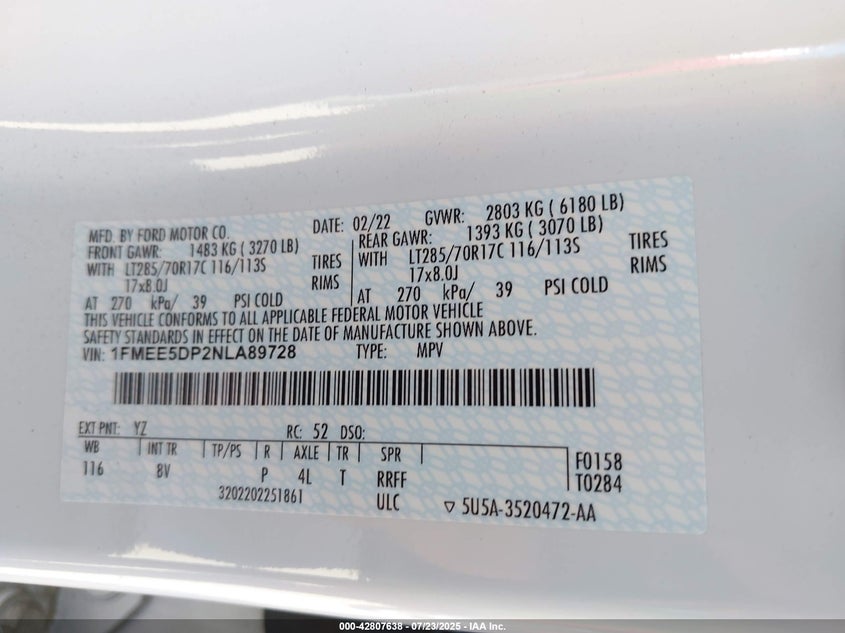 MFD. BY FORD MOTOR CO. DATE: 02/22 GVWR: 2803 KG ( 6180 LB)
FRONT GAWR: 1483 KG ( 3270 LB) REAR GAWR: 1393 KG ( 3070 LB)
WITH LT285/70R17C 116/113S TIRES WITH LT285/70R17C 116/113S TIRES
17x8.0J RIMS 17x8.0J RIMS
AT 270 kPa/ 39 PSI COLD AT 270 kPa/ 39 PSI COLD
THIS VEHICLE CONFORMS TO ALL APPLICABLE FEDERAL MOTOR VEHICLE
SAFETY STANDARDS IN EFFECT ON THE DATE OF MANUFACTURE SHOWN ABOVE.
VIN: 1FMEE5DP2NLA89728 TYPE: MPV
EXT PNT: YZ RC: 52 DSO:
WB INT TR TP/PS R AXLE TR SPR
116 BV P 4L T RRFF F0158
3202202251861 ULC T0284
▽ 5U5A-3520472-AA
000-42807638 - 07/23/2025 - IAA Inc.